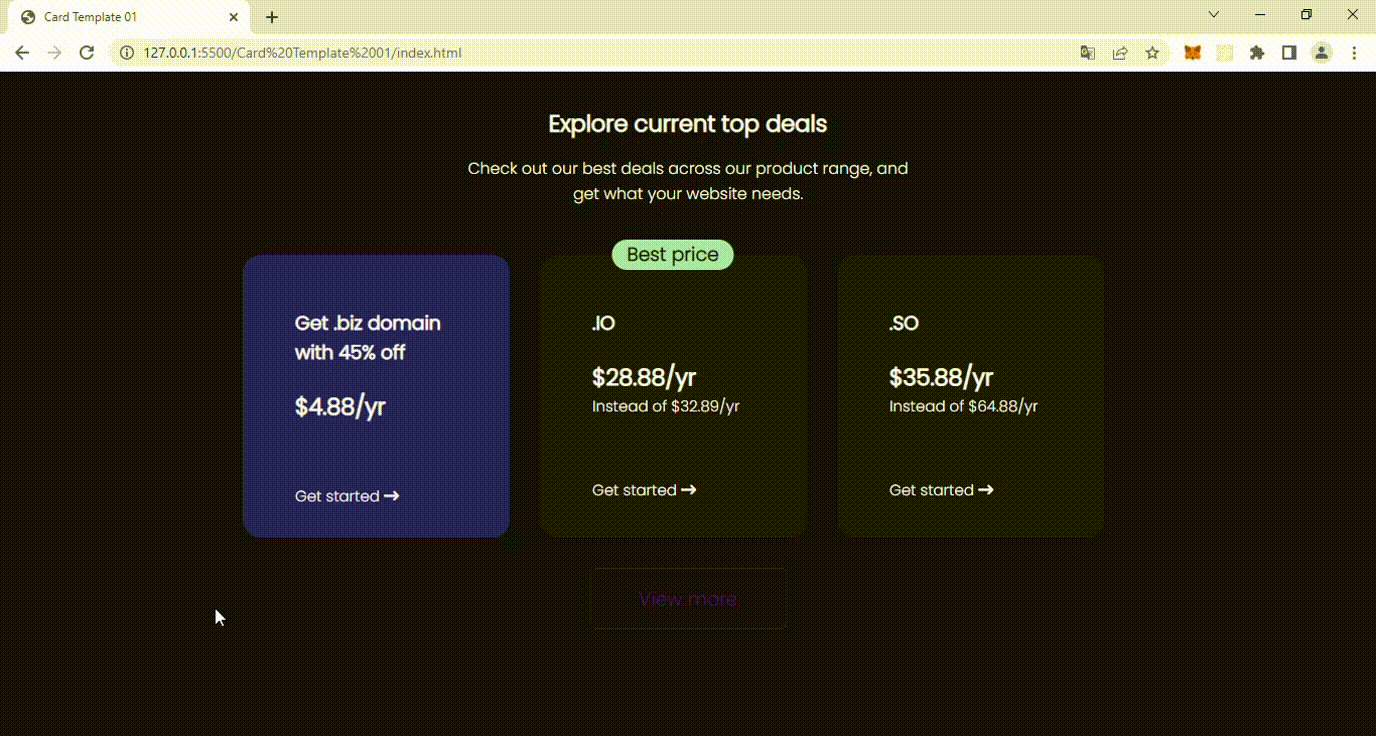 Card Template 01
127.0.0.1:5500/Card%20Template%2001/index.html
Explore current top deals
Check out our best deals across our product range, and
get what your website needs.
Get .biz domain
with 45% off
$4.88/yr
Get started →
Best price
.IO
$28.88/yr
Instead of $32.89/yr
Get started →
.SO
$35.88/yr
Instead of $64.88/yr
Get started →
View more